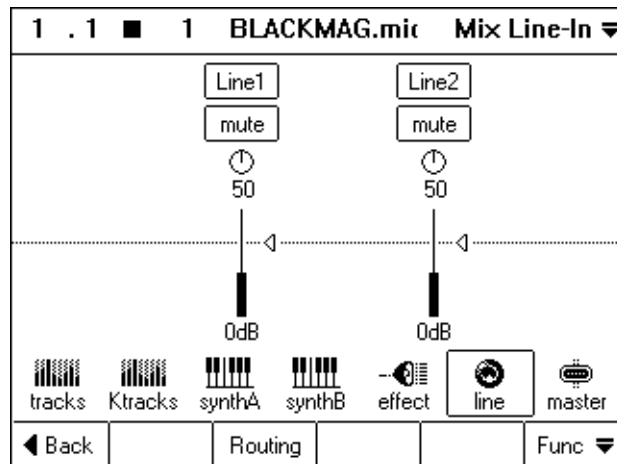 1 . 1 ■ 1 BLACKMAG.mic Mix Line-In
Line1 Line2
mute mute
50 50
0dB 0dB
tracks Ktracks synthA synthB effect line master
Back Routing Func